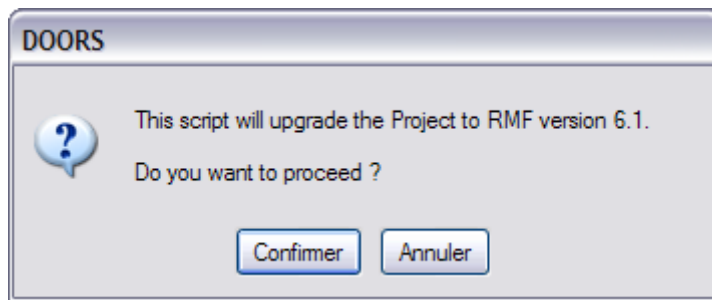 DOORS
This script will upgrade the Project to RMF version 6.1.
Do you want to proceed ?
Confirmer Annuler